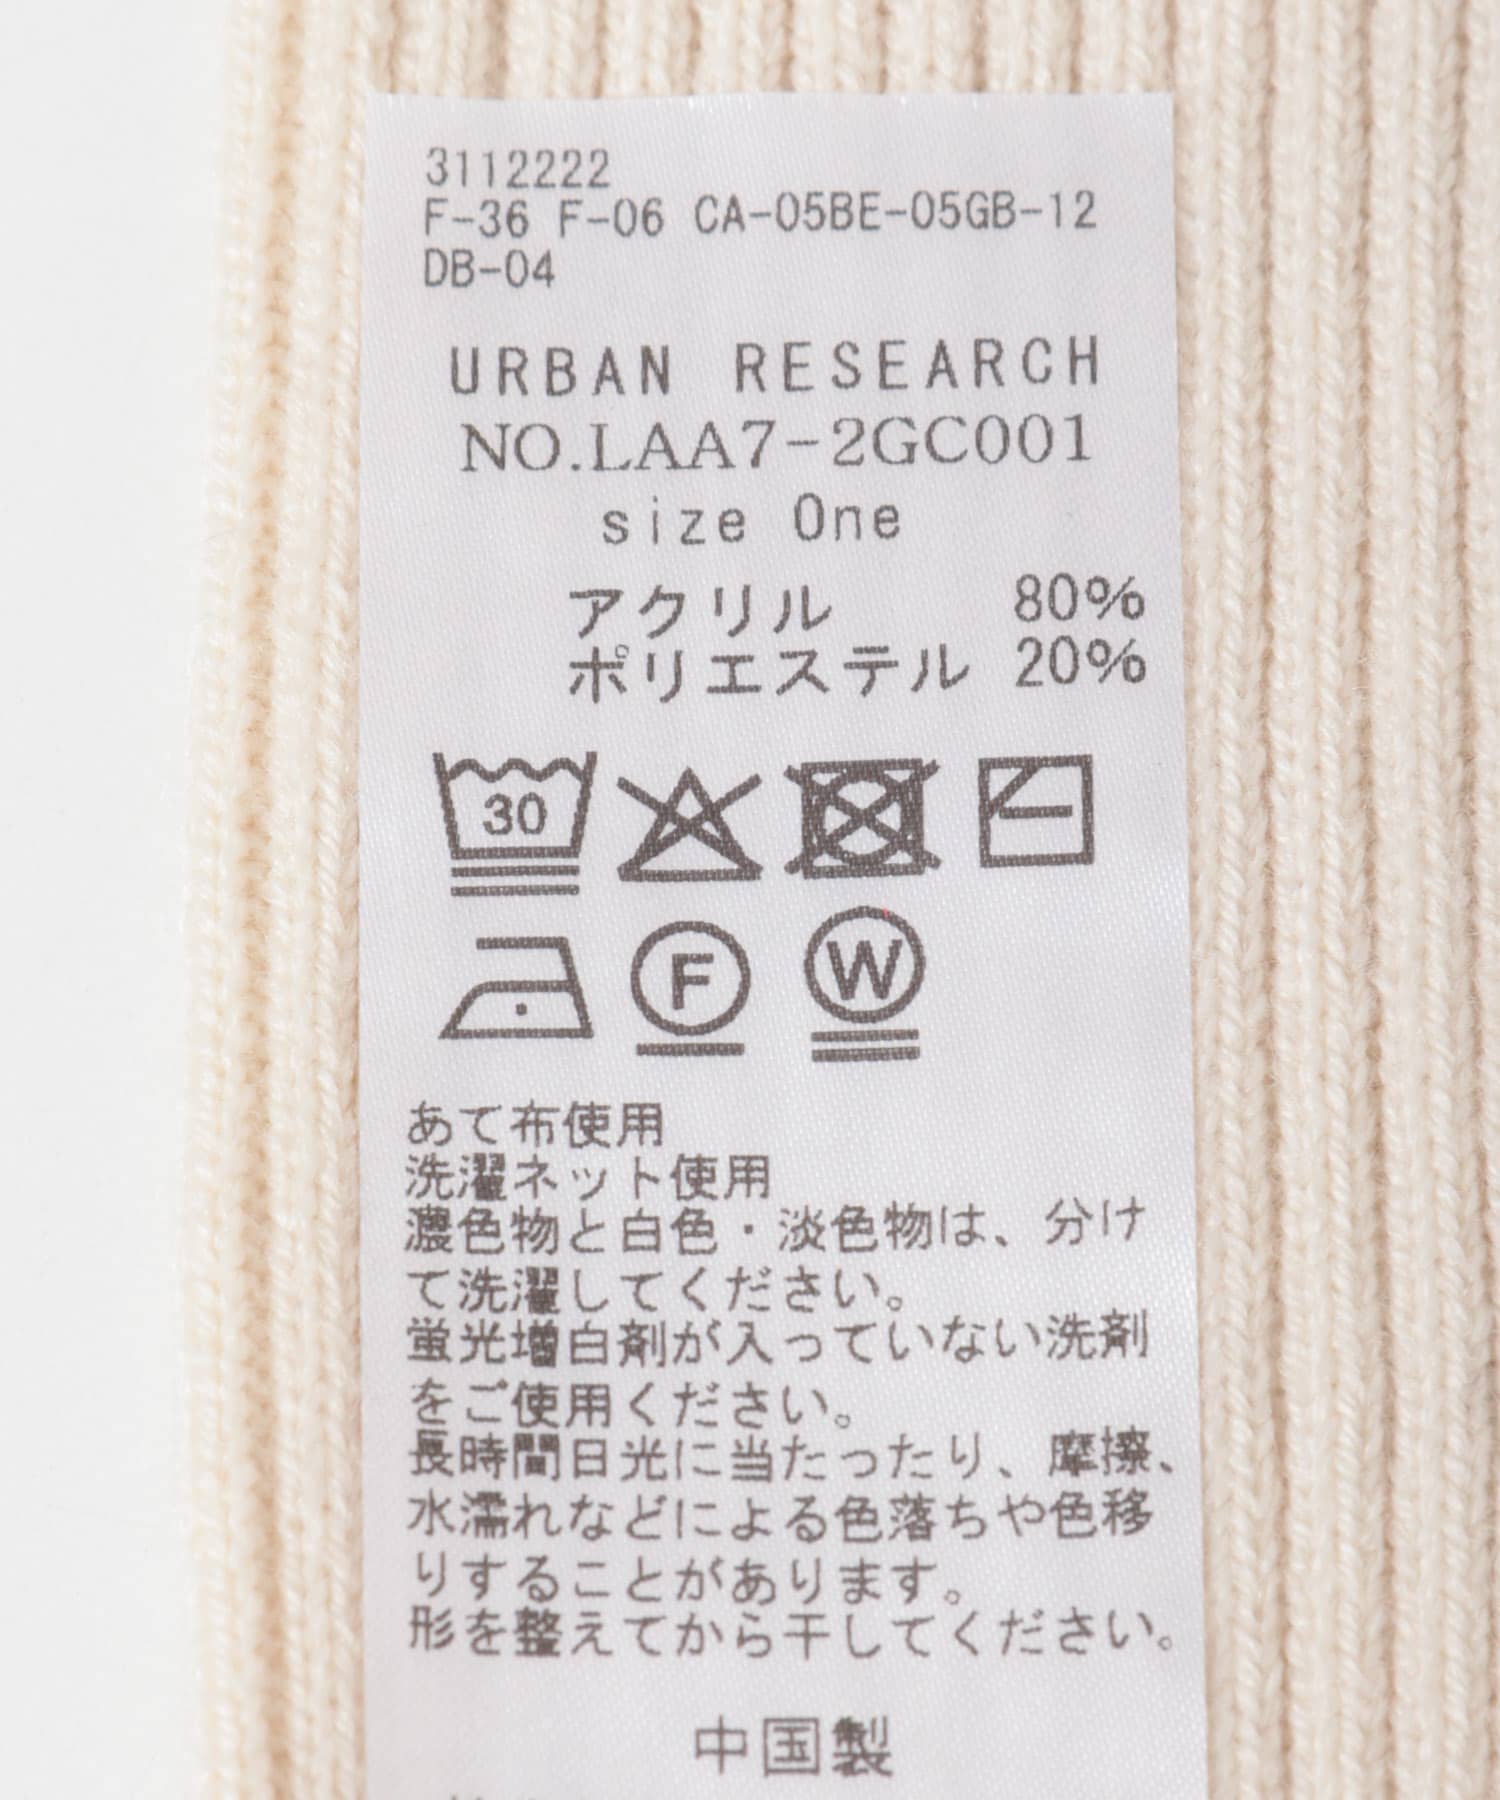 3112222
F-36 F-06 CA-05BE-05GB-12
DB-04
URBAN RESEARCH
NO.LAA7-2GC001
size One
アクリル 80%
ポリエステル 20%
30
F
W
あて布使用
洗濯ネット使用
濃色物と白色・淡色物は、分け
て洗濯してください。
蛍光増白剤が入っていない洗剤
をご使用ください。
長時間日光に当たったり、摩擦、
水濡れなどによる色落ちや色移
りすることがあります。
形を整えてから干してください。
中国製